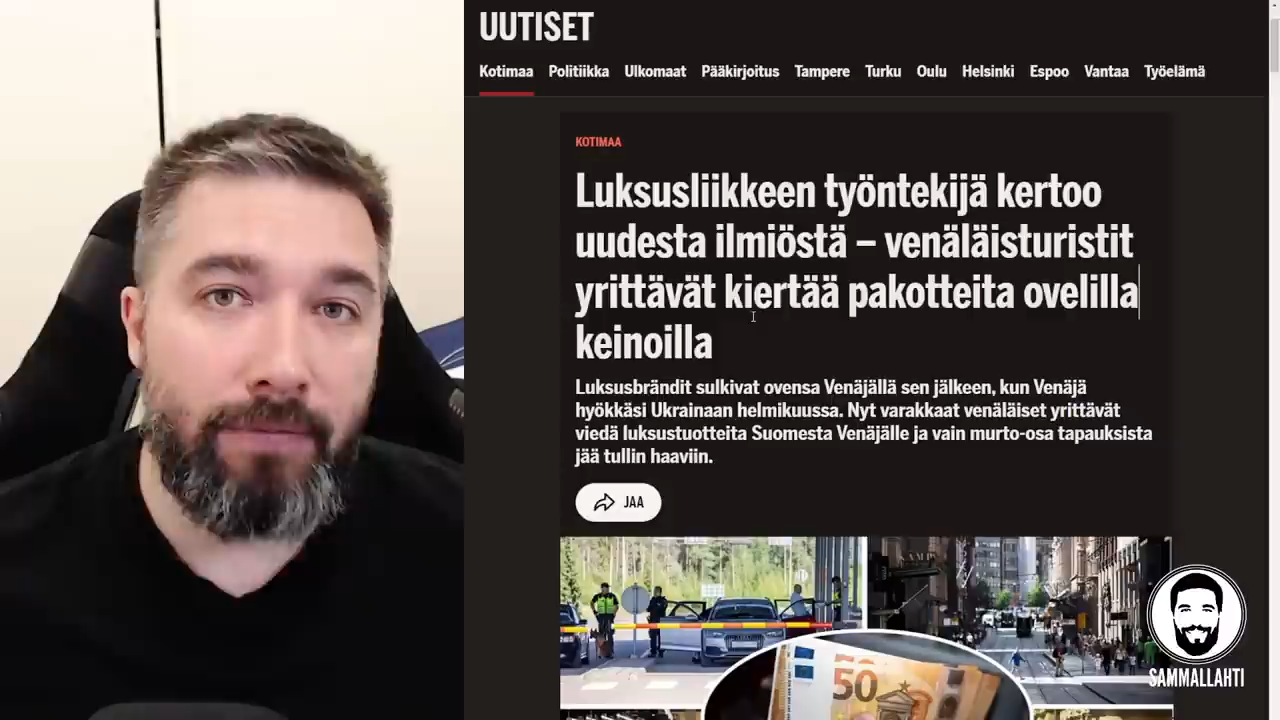 UUTISET
Kotimaa Politiikka Ulkomaat Pääkirjoitus Tampere Turku Oulu Helsinki Espoo Vantaa Työelämä
KOTIMAA
Luksusliikkeen työntekijä kertoo
uudesta ilmiöstä – venäläisturistit
yrittävät kiertää pakotteita ovelilla
keinoilla
Luksusbrändit sulkivat ovensa Venäjällä sen jälkeen, kun Venäjä
hyökkäsi Ukrainaan helmikuussa. Nyt varakkaat venäläiset yrittävät
viedä luksustuotteita Suomesta Venäjälle ja vain murto-osa tapauksista
jää tullin haaviin.
JAA
50
SAMMALLAHTI